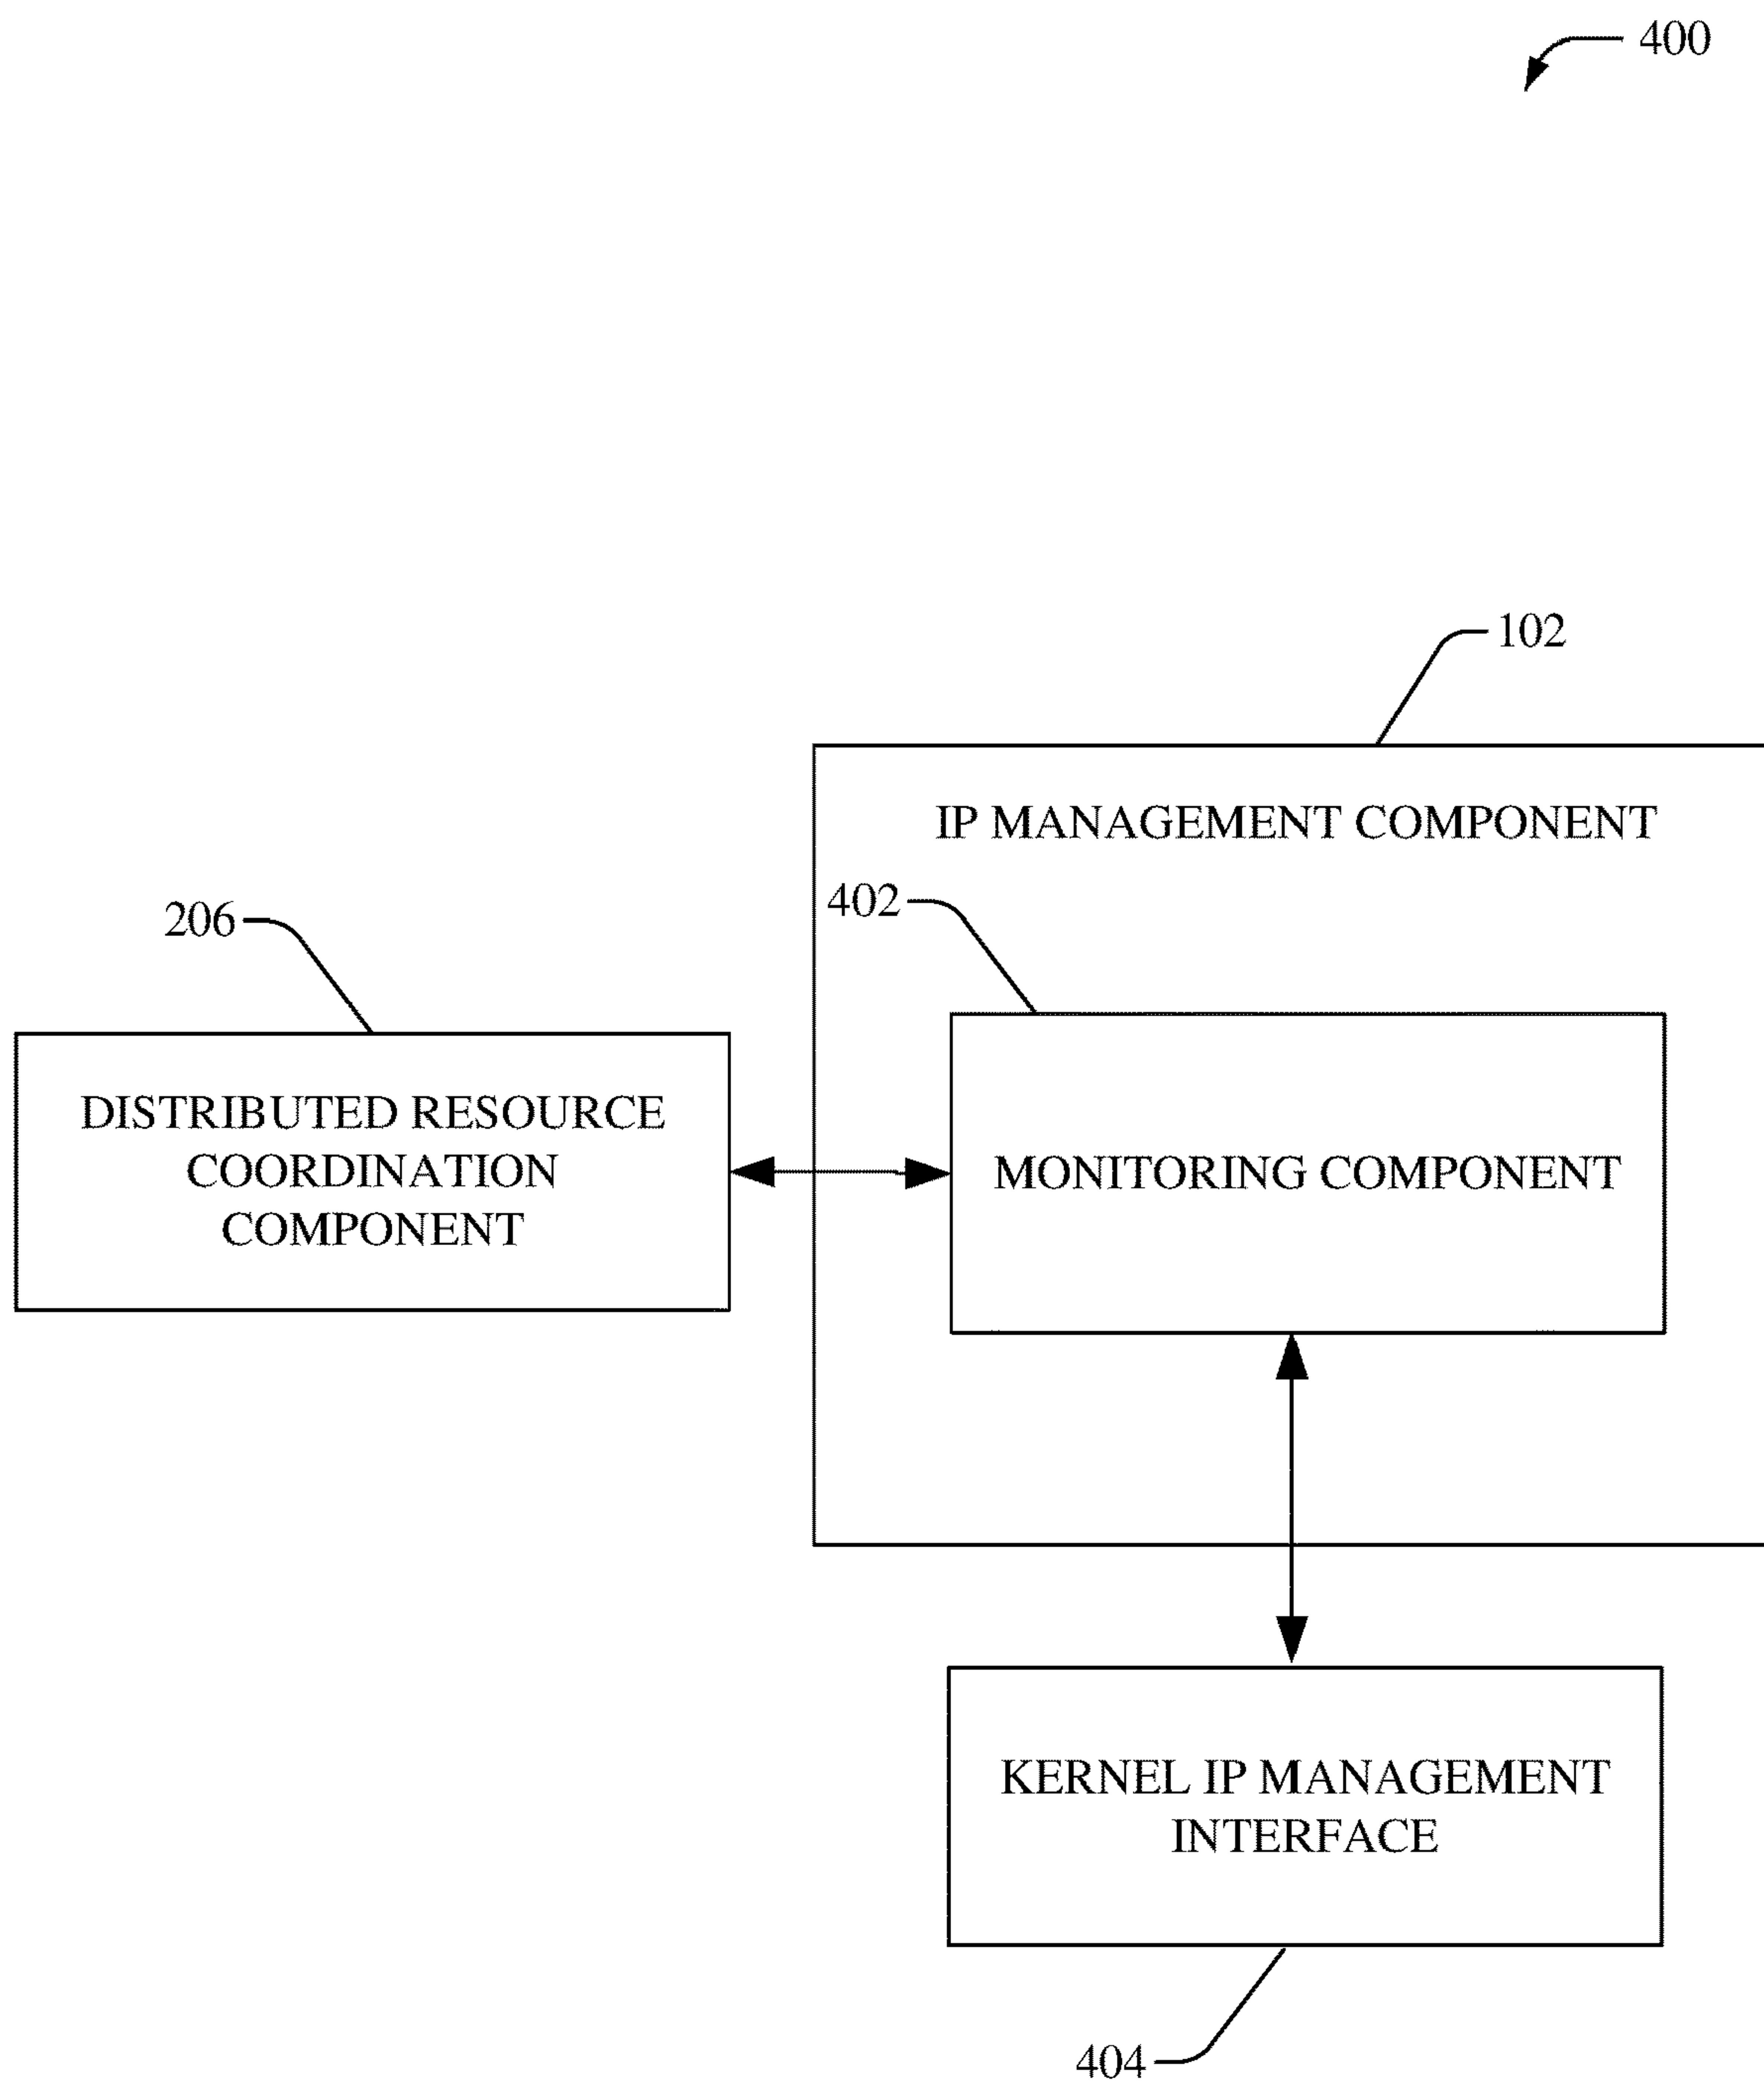 400
102
IP MANAGEMENT COMPONENT
402
206
DISTRIBUTED RESOURCE
COORDINATION
COMPONENT
MONITORING COMPONENT
KERNEL IP MANAGEMENT
INTERFACE
404